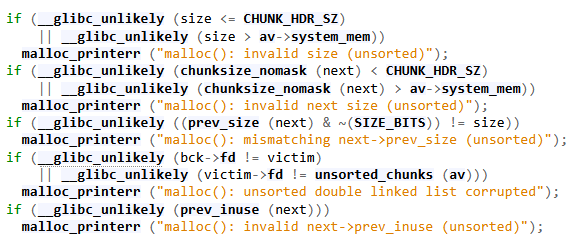 if (__glibc_unlikely (size <= CHUNK_HDR_SZ)
|| __glibc_unlikely (size > av->system_mem))
malloc_printerr ("malloc(): invalid size (unsorted)");
if (__glibc_unlikely (chunksize_nomask (next) < CHUNK_HDR_SZ)
|| __glibc_unlikely (chunksize_nomask (next) > av->system_mem))
malloc_printerr ("malloc(): invalid next size (unsorted)");
if (__glibc_unlikely ((prev_size (next) & ~(SIZE_BITS)) != size))
malloc_printerr ("malloc(): mismatching next->prev_size (unsorted)");
if (__glibc_unlikely (bck->fd != victim)
|| __glibc_unlikely (victim->fd != unsorted_chunks (av)))
malloc_printerr ("malloc(): unsorted double linked list corrupted");
if (__glibc_unlikely (prev_inuse (next)))
malloc_printerr ("malloc(): invalid next->prev_inuse (unsorted)");